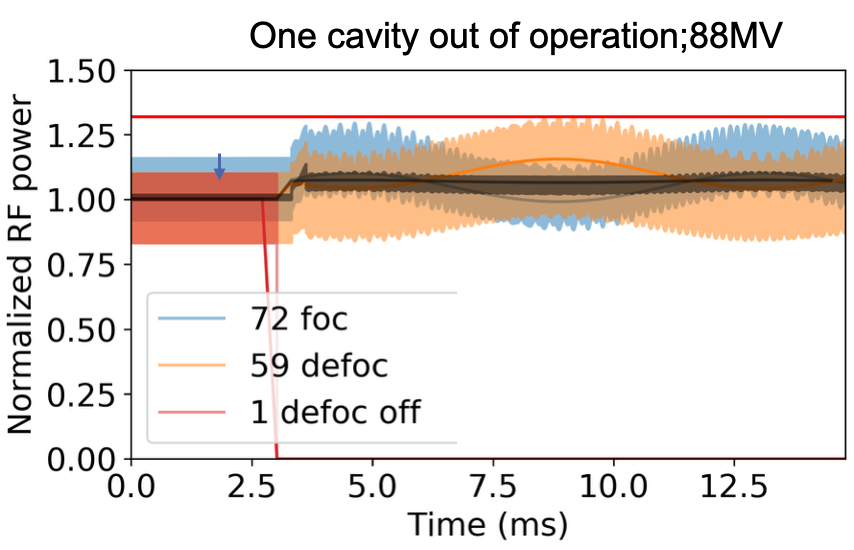 One cavity out of operation;88MV
Normalized RF power
1.50
1.25
1.00
0.75
0.50
0.25
0.00
72 foc
59 defoc
1 defoc off
0.0 2.5 5.0 7.5 10.0 12.5
Time (ms)